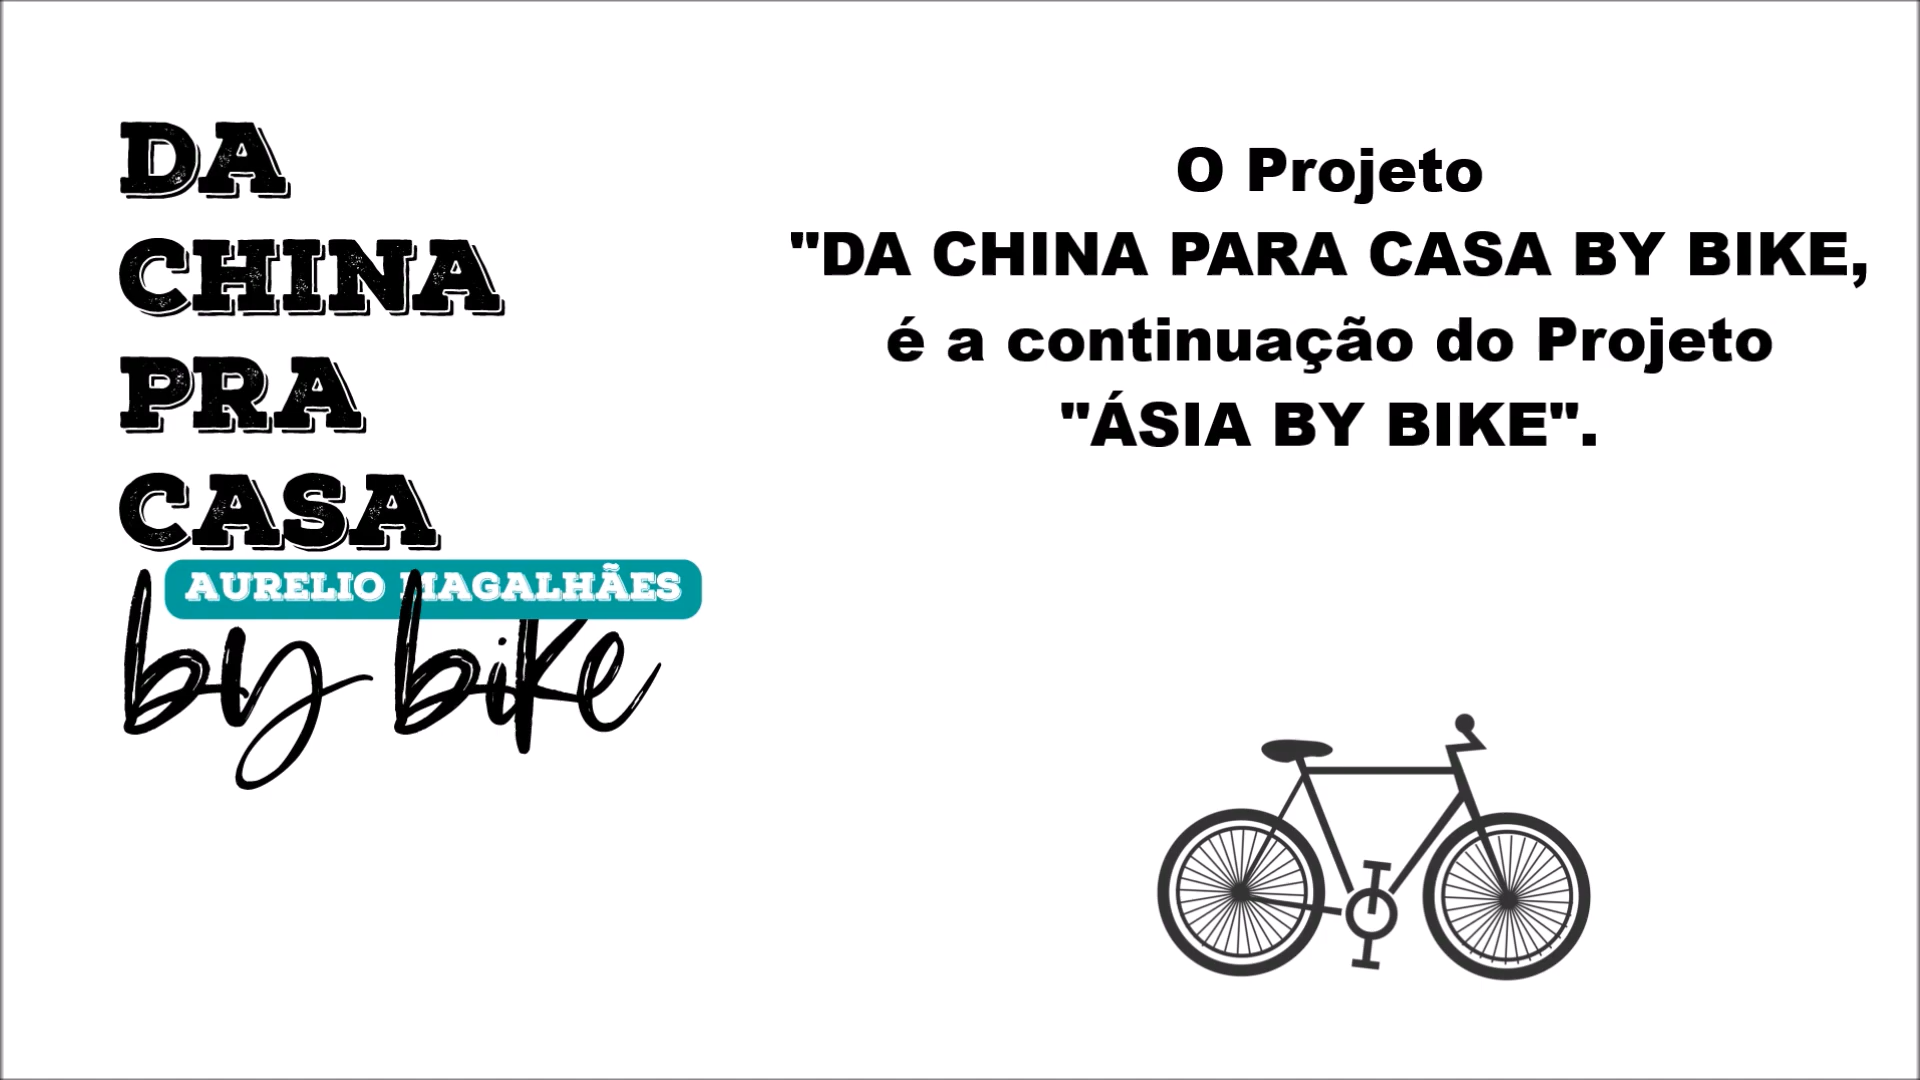 DA
CHINA
PRA
CASA
AURELIO MAGALHÃES
by bike
O Projeto
"DA CHINA PARA CASA BY BIKE,
é a continuação do Projeto
"ÁSIA BY BIKE".